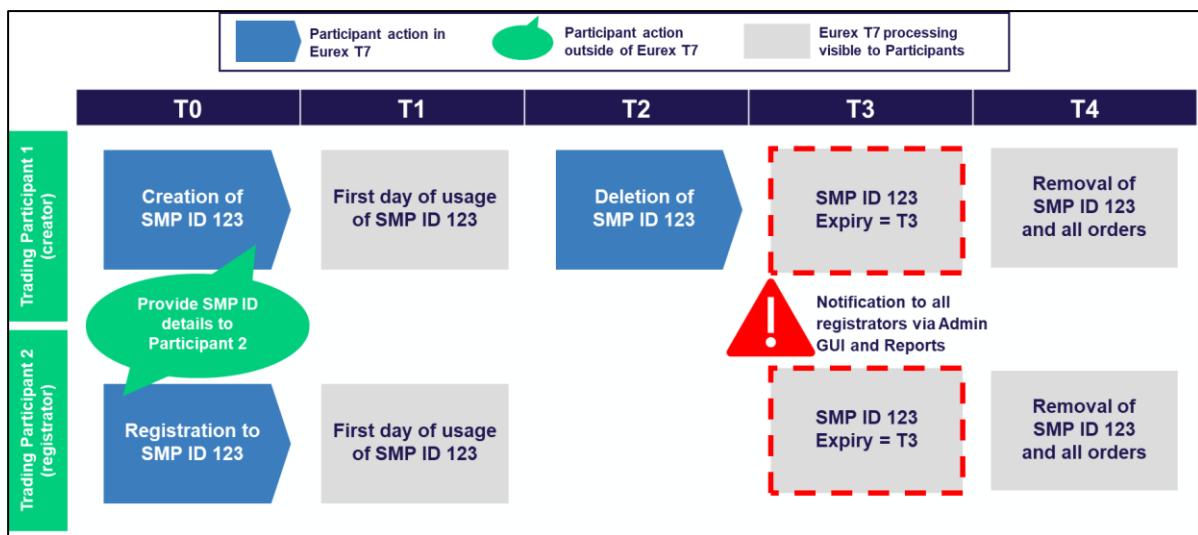 Participant action in
Eurex T7
Participant action
outside of Eurex T7
Eurex T7 processing
visible to Participants
T0
T1
T2
T3
T4
Trading Participant 1
(creator)
Creation of
SMP ID 123
First day of usage
of SMP ID 123
Deletion of
SMP ID 123
SMP ID 123
Expiry = T3
Removal of
SMP ID 123
and all orders
Provide SMP ID
details to
Participant 2
Notification to all
registrators via Admin
GUI and Reports
Trading Participant 2
(registrator)
Registration to
SMP ID 123
First day of usage
of SMP ID 123
SMP ID 123
Expiry = T3
Removal of
SMP ID 123
and all orders